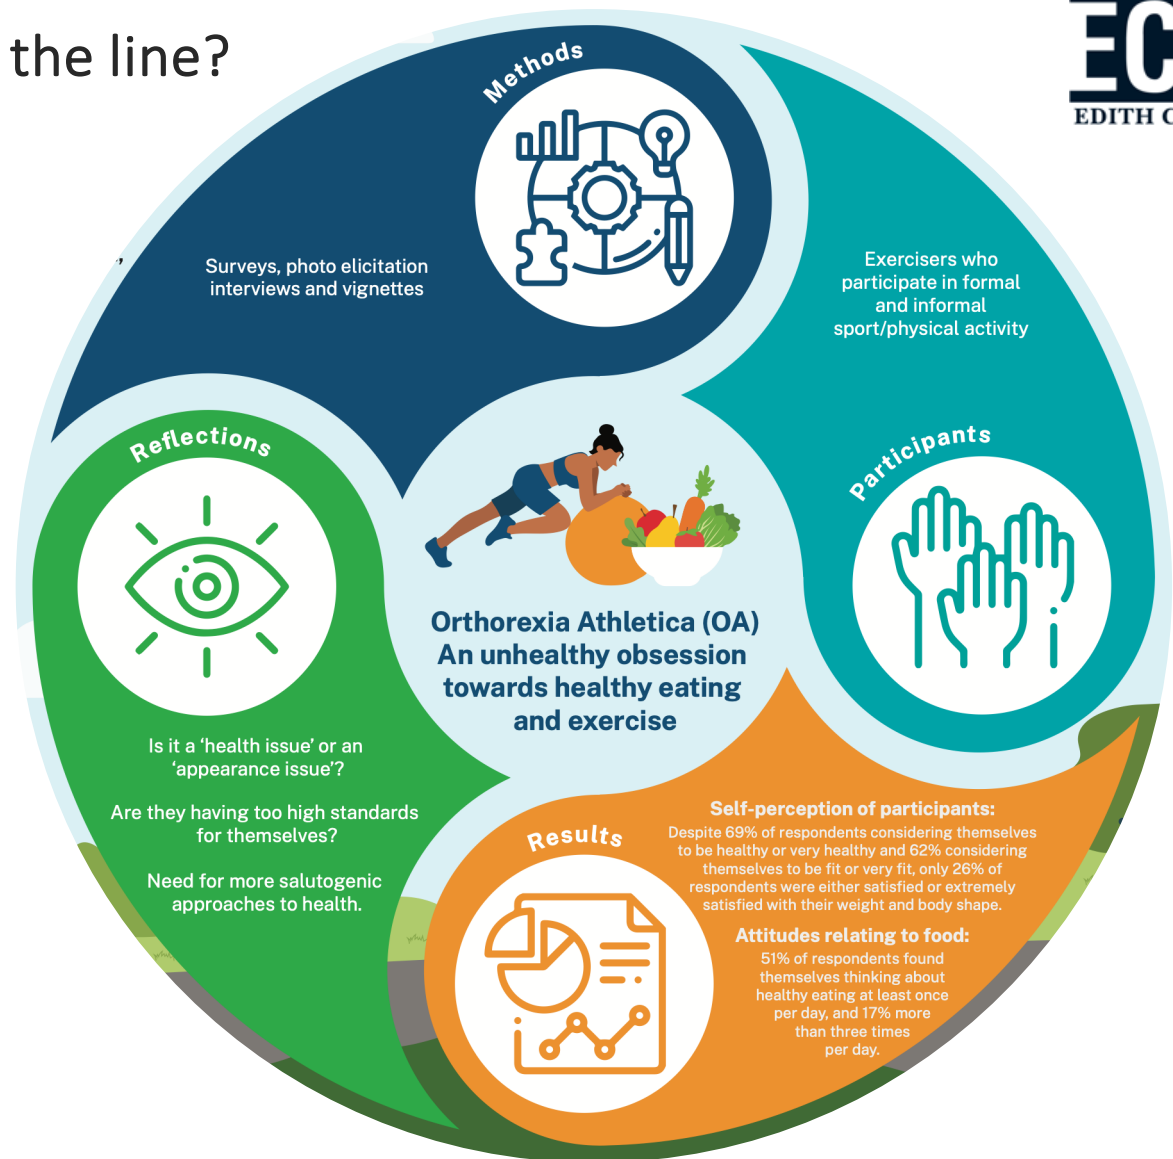 the line?
EC
EDITH C
Methods
Surveys, photo elicitation
interviews and vignettes
Exercisers who
participate in formal
and informal
sport/physical activity
Participants
Reflections
Is it a ‘health issue’ or an
‘appearance issue’?
Are they having too high standards
for themselves?
Need for more salutogenic
approaches to health.
Orthorexia Athletica (OA)
An unhealthy obsession
towards healthy eating
and exercise
Results
Self-perception of participants:
Despite 69% of respondents considering themselves
to be healthy or very healthy and 62% considering
themselves to be fit or very fit, only 26% of
respondents were either satisfied or extremely
satisfied with their weight and body shape.
Attitudes relating to food:
51% of respondents found
themselves thinking about
healthy eating at least once
per day, and 17% more
than three times
per day.